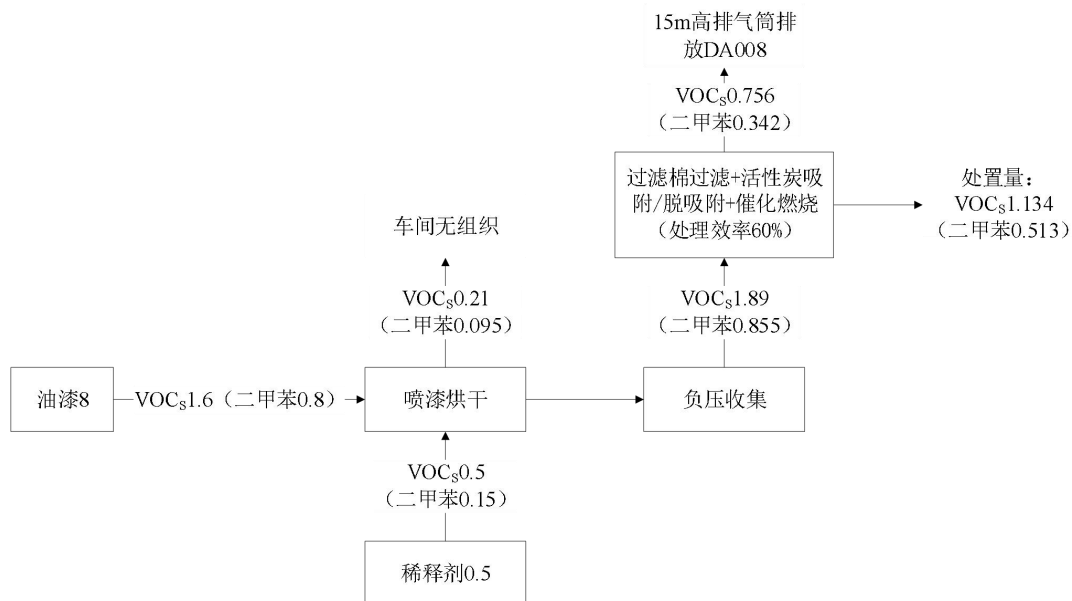 15m高排气筒排
放DA008
VOCS0.756
（二甲苯0.342）
过滤棉过滤+活性炭吸
附/脱吸附+催化燃烧
（处理效率60%）
处置量：
VOCS1.134
（二甲苯0.513）
车间无组织
VOCS0.21
（二甲苯0.095）
VOCS1.89
（二甲苯0.855）
油漆8
VOCS1.6（二甲苯0.8）
喷漆烘干
负压收集
VOCS0.5
（二甲苯0.15）
稀释剂0.5